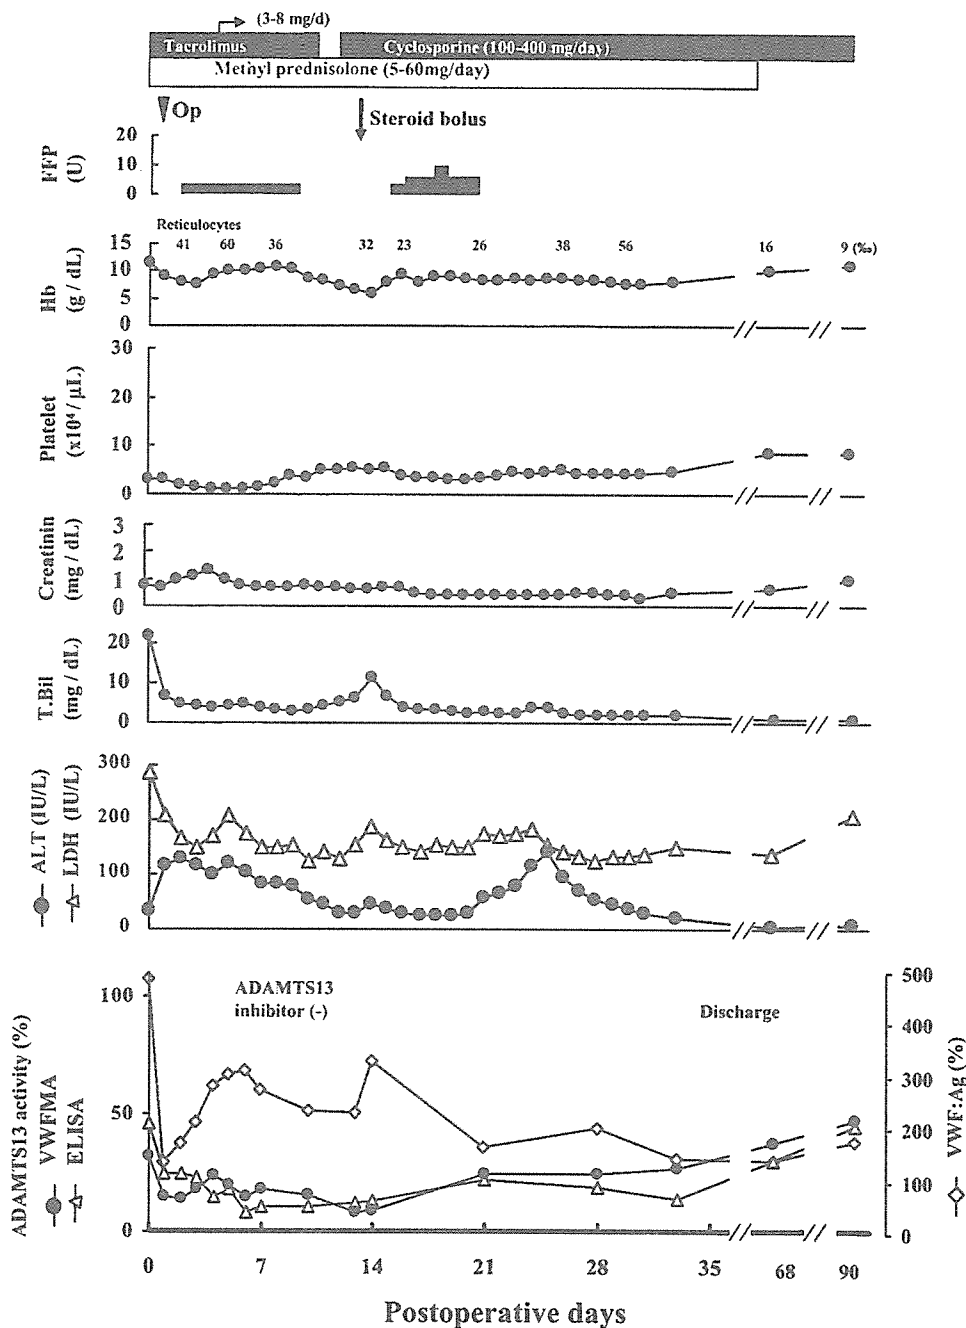 (3-8 mg/d)
Tacrolimus
Cyclosporine (100-400 mg/day)
Methyl prednisolone (5-60mg/day)
Op
Steroid bolus
FFP
(U)
20
10
0
Reticulocytes
41 60 36 32 23 26 38 56 16 9 (‰)
Hb
(g / dL)
15
10
5
0
Platelet
(x10⁴/μL)
30
20
10
0
Creatinin
(mg / dL)
3
2
1
0
T.Bil
(mg / dL)
20
10
0
ALT (IU/L)
LDH (IU/L)
300
200
100
0
ADAMTS13 activity (%)
VWFMA
ELISA
100
50
0
ADAMTS13
inhibitor (-)
Discharge
500
400
300
200
100
0
VWF:Ag (%)
0 7 14 21 28 35 68 90
Postoperative days